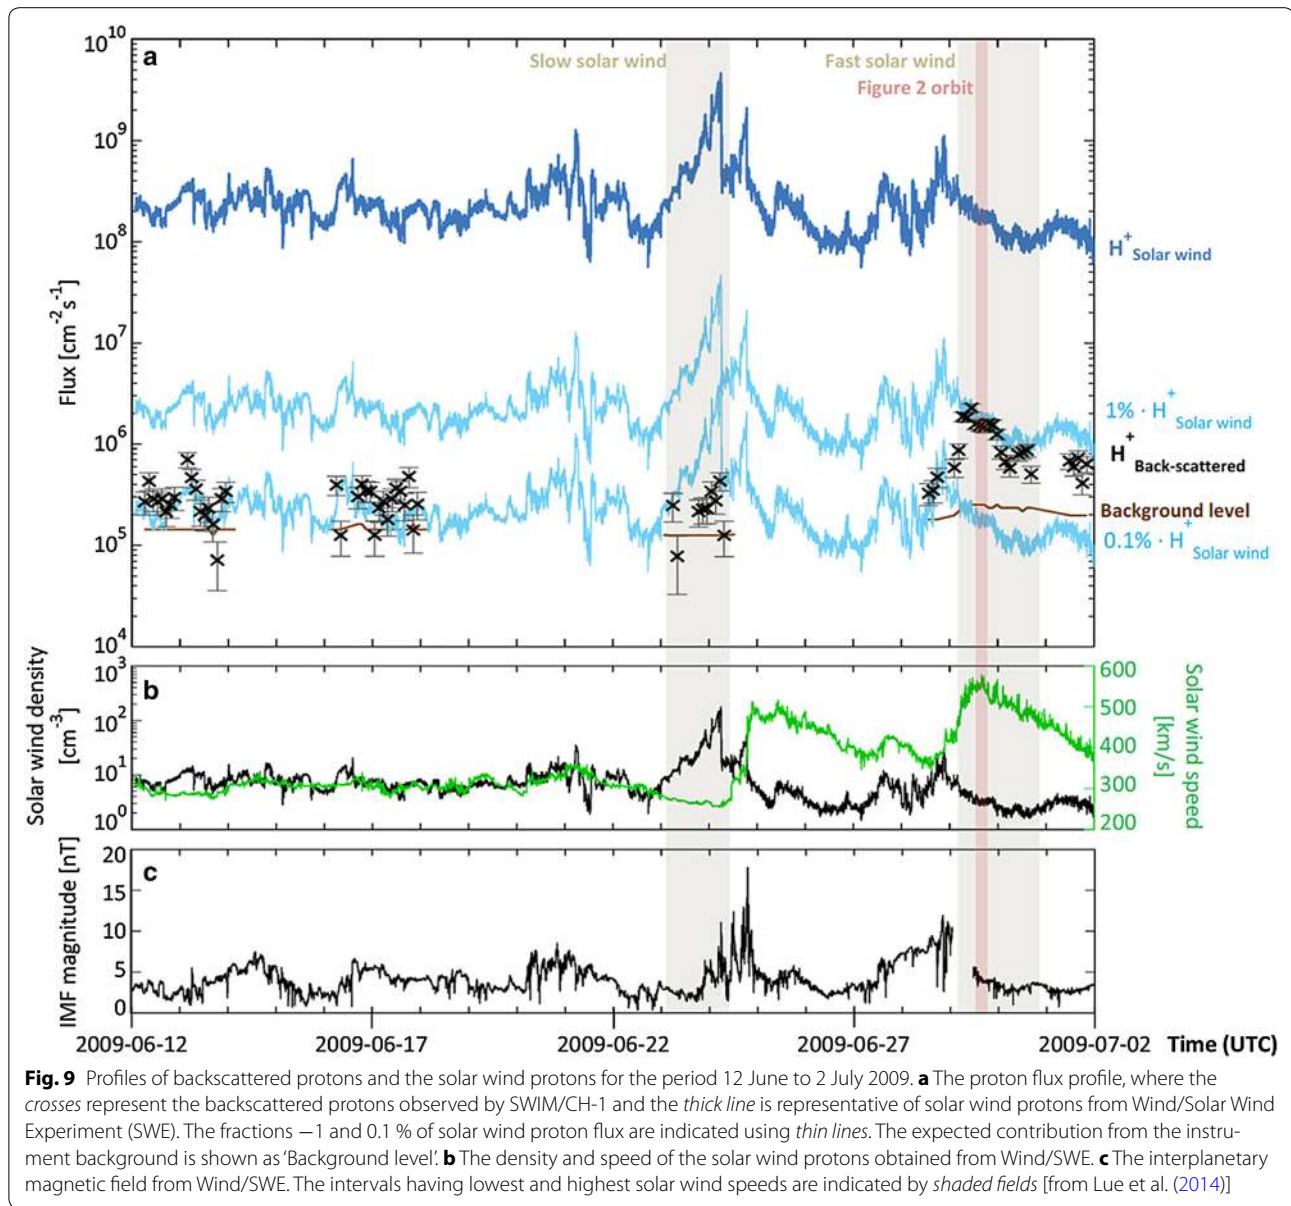 a
Slow solar wind
Fast solar wind
Figure 2 orbit
10^10
10^9
10^8
10^7
10^6
10^5
10^4
Flux [cm^-2 s^-1]
H^+ Solar wind
1% · H^+ Solar wind
H^+ Back-scattered
Background level
0.1% · H^+ Solar wind
b
10^3
10^2
10^1
10^0
Solar wind density
[cm^-3]
600
500
400
300
200
Solar wind speed
[km/s]
c
20
15
10
5
0
IMF magnitude [nT]
2009-06-12 2009-06-17 2009-06-22 2009-06-27 2009-07-02 Time (UTC)
Fig. 9 Profiles of backscattered protons and the solar wind protons for the period 12 June to 2 July 2009. a The proton flux profile, where the
crosses represent the backscattered protons observed by SWIM/CH-1 and the thick line is representative of solar wind protons from Wind/Solar Wind
Experiment (SWE). The fractions −1 and 0.1 % of solar wind proton flux are indicated using thin lines. The expected contribution from the instru-
ment background is shown as 'Background level'. b The density and speed of the solar wind protons obtained from Wind/SWE. c The interplanetary
magnetic field from Wind/SWE. The intervals having lowest and highest solar wind speeds are indicated by shaded fields [from Lue et al. (2014)]